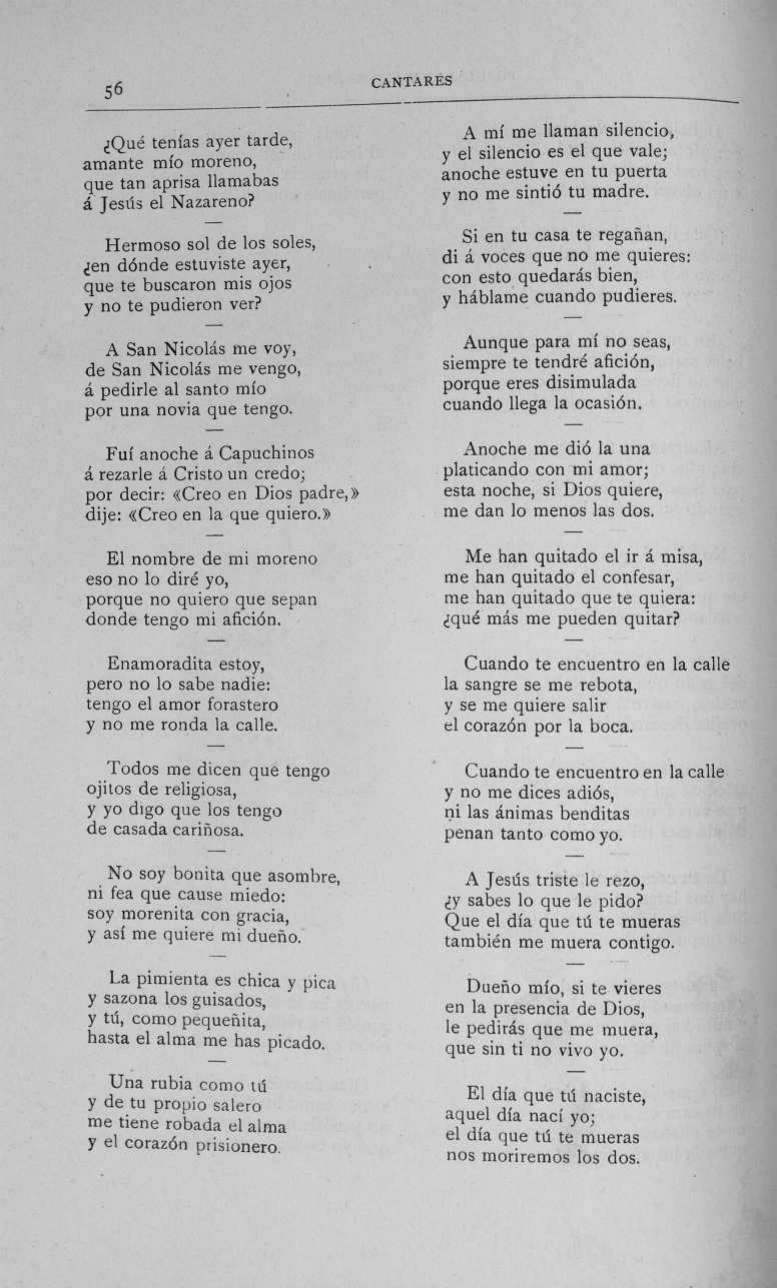 56
CANTARES
¿Qué tenías ayer tarde,
amante mío moreno,
que tan aprisa llamabas
á Jesús el Nazareno?
Hermoso sol de los soles,
¿en dónde estuviste ayer,
que te buscaron mis ojos
y no te pudieron ver?
A San Nicolás me voy,
de San Nicolás me vengo,
á pedirle al santo mío
por una novia que tengo.
Fuí anoche á Capuchinos
á rezarle á Cristo un credo;
por decir: «Creo en Dios padre,»
dije: «Creo en la que quiero.»
El nombre de mi moreno
eso no lo diré yo,
porque no quiero que sepan
donde tengo mi afición.
Enamoradita estoy,
pero no lo sabe nadie:
tengo el amor forastero
y no me ronda la calle.
Todos me dicen que tengo
ojitos de religiosa,
y yo digo que los tengo
de casada cariñosa.
No soy bonita que asombre,
ni fea que cause miedo:
soy morenita con gracia,
y así me quiere mi dueño.
La pimienta es chica y pica
y sazona los guisados,
y tú, como pequeñita,
hasta el alma me has picado.
Una rubia como tú
y de tu propio salero
me tiene robada el alma
y el corazón prisionero.
A mí me llaman silencio,
y el silencio es el que vale;
anoche estuve en tu puerta
y no me sintió tu madre.
Si en tu casa te regañan,
di á voces que no me quieres:
con esto quedarás bien,
y háblame cuando pudieres.
Aunque para mí no seas,
siempre te tendré afición,
porque eres disimulada
cuando llega la ocasión.
Anoche me dió la una
platicando con mi amor;
esta noche, si Dios quiere,
me dan lo menos las dos.
Me han quitado el ir á misa,
me han quitado el confesar,
me han quitado que te quiera:
¿qué más me pueden quitar?
Cuando te encuentro en la calle
la sangre se me rebota,
y se me quiere salir
el corazón por la boca.
Cuando te encuentro en la calle
y no me dices adiós,
ni las ánimas benditas
penan tanto como yo.
A Jesús triste le rezo,
¿y sabes lo que le pido?
Que el día que tú te mueras
también me muera contigo.
Dueño mío, si te vieres
en la presencia de Dios,
le pedirás que me muera,
que sin ti no vivo yo.
El día que tú naciste,
aquel día nací yo;
el día que tú te mueras
nos moriremos los dos.